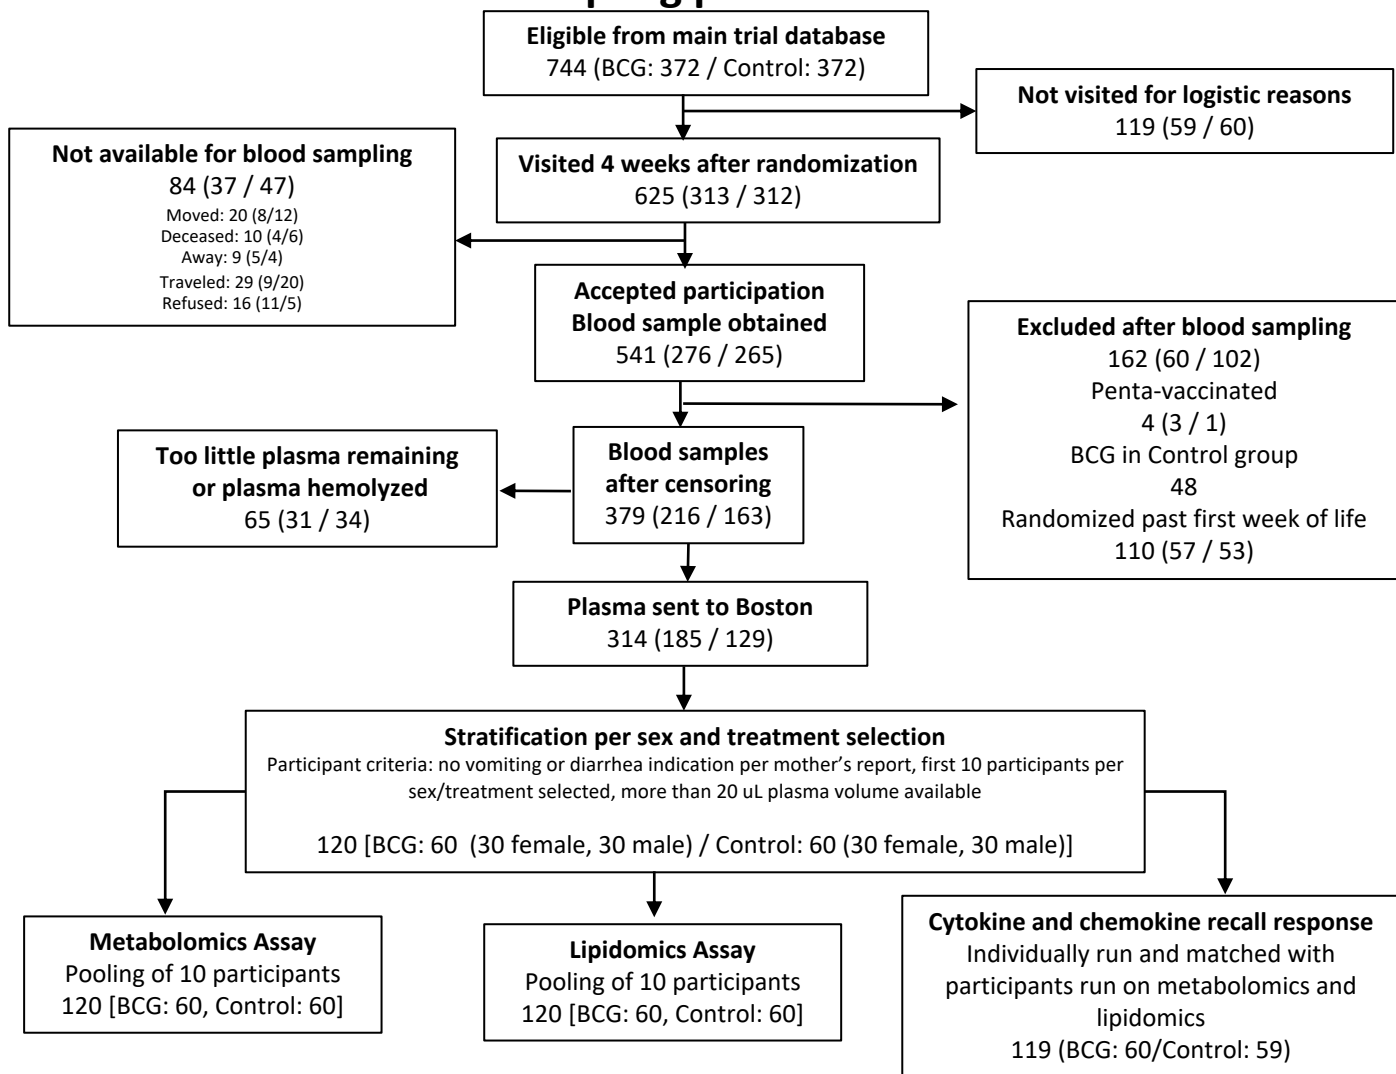 Eligible from main trial database
744 (BCG: 372 / Control: 372)
Not visited for logistic reasons
119 (59 / 60)
Not available for blood sampling
84 (37 / 47)
Moved: 20 (8/12)
Deceased: 10 (4/6)
Away: 9 (5/4)
Traveled: 29 (9/20)
Refused: 16 (11/5)
Visited 4 weeks after randomization
625 (313 / 312)
Accepted participation
Blood sample obtained
541 (276 / 265)
Excluded after blood sampling
162 (60 / 102)
Penta-vaccinated
4 (3 / 1)
BCG in Control group
48
Randomized past first week of life
110 (57 / 53)
Too little plasma remaining
or plasma hemolyzed
65 (31 / 34)
Blood samples
after censoring
379 (216 / 163)
Plasma sent to Boston
314 (185 / 129)
Stratification per sex and treatment selection
Participant criteria: no vomiting or diarrhea indication per mother’s report, first 10 participants per
sex/treatment selected, more than 20 uL plasma volume available
120 [BCG: 60 (30 female, 30 male) / Control: 60 (30 female, 30 male)]
Metabolomics Assay
Pooling of 10 participants
120 [BCG: 60, Control: 60]
Lipidomics Assay
Pooling of 10 participants
120 [BCG: 60, Control: 60]
Cytokine and chemokine recall response
Individually run and matched with
participants run on metabolomics and
lipidomics
119 (BCG: 60/Control: 59)